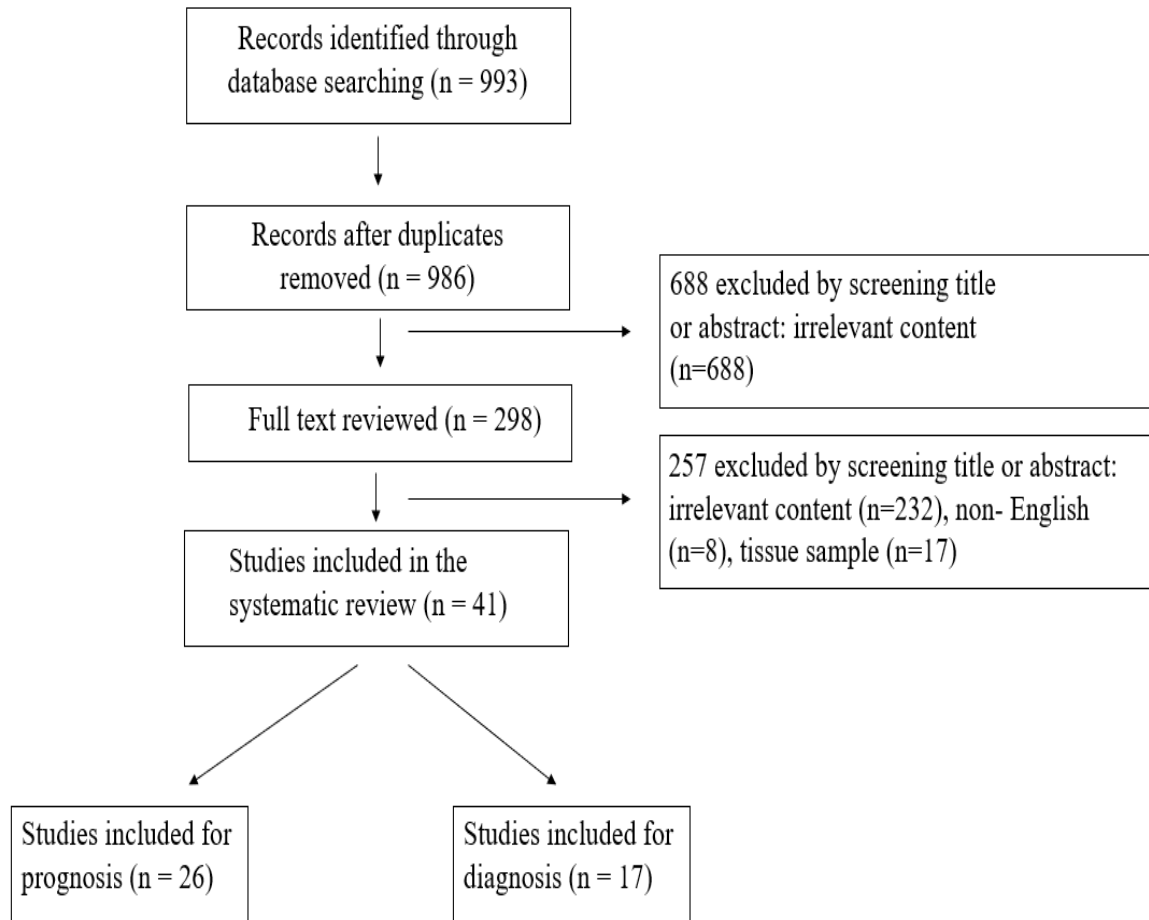 Records identified through
database searching (n = 993)
Records after duplicates
removed (n = 986)
688 excluded by screening title
or abstract: irrelevant content
(n=688)
Full text reviewed (n = 298)
257 excluded by screening title or abstract:
irrelevant content (n=232), non- English
(n=8), tissue sample (n=17)
Studies included in the
systematic review (n = 41)
Studies included for
prognosis (n = 26)
Studies included for
diagnosis (n = 17)